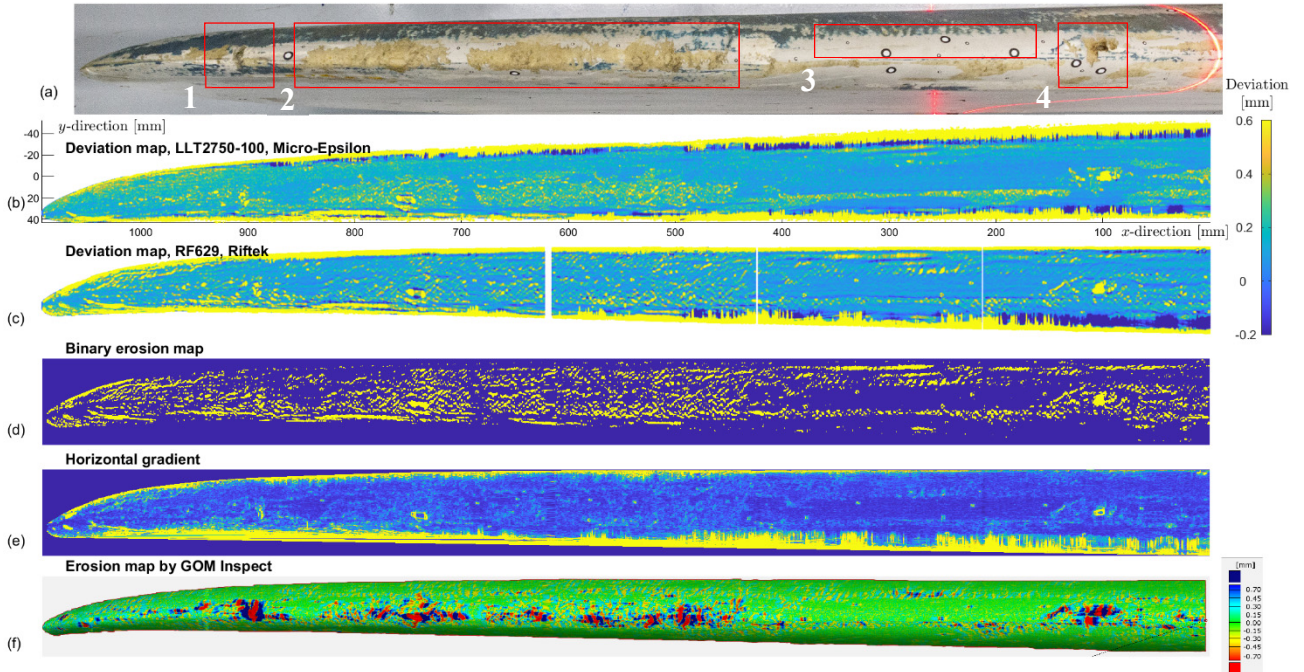 1
2
3
4
(a)
Deviation
[mm]
y-direction [mm]
-40
-20
0
20
40
Deviation map, LLT2750-100, Micro-Epsilon
(b)
1000
900
800
700
600
500
400
300
200
100
x-direction [mm]
0.6
0.4
0.2
0
-0.2
Deviation map, RF629, Riftek
(c)
Binary erosion map
(d)
Horizontal gradient
(e)
Erosion map by GOM Inspect
(f)
[mm]
0.70
0.45
0.30
0.15
0.00
-0.15
-0.30
-0.45
-0.70